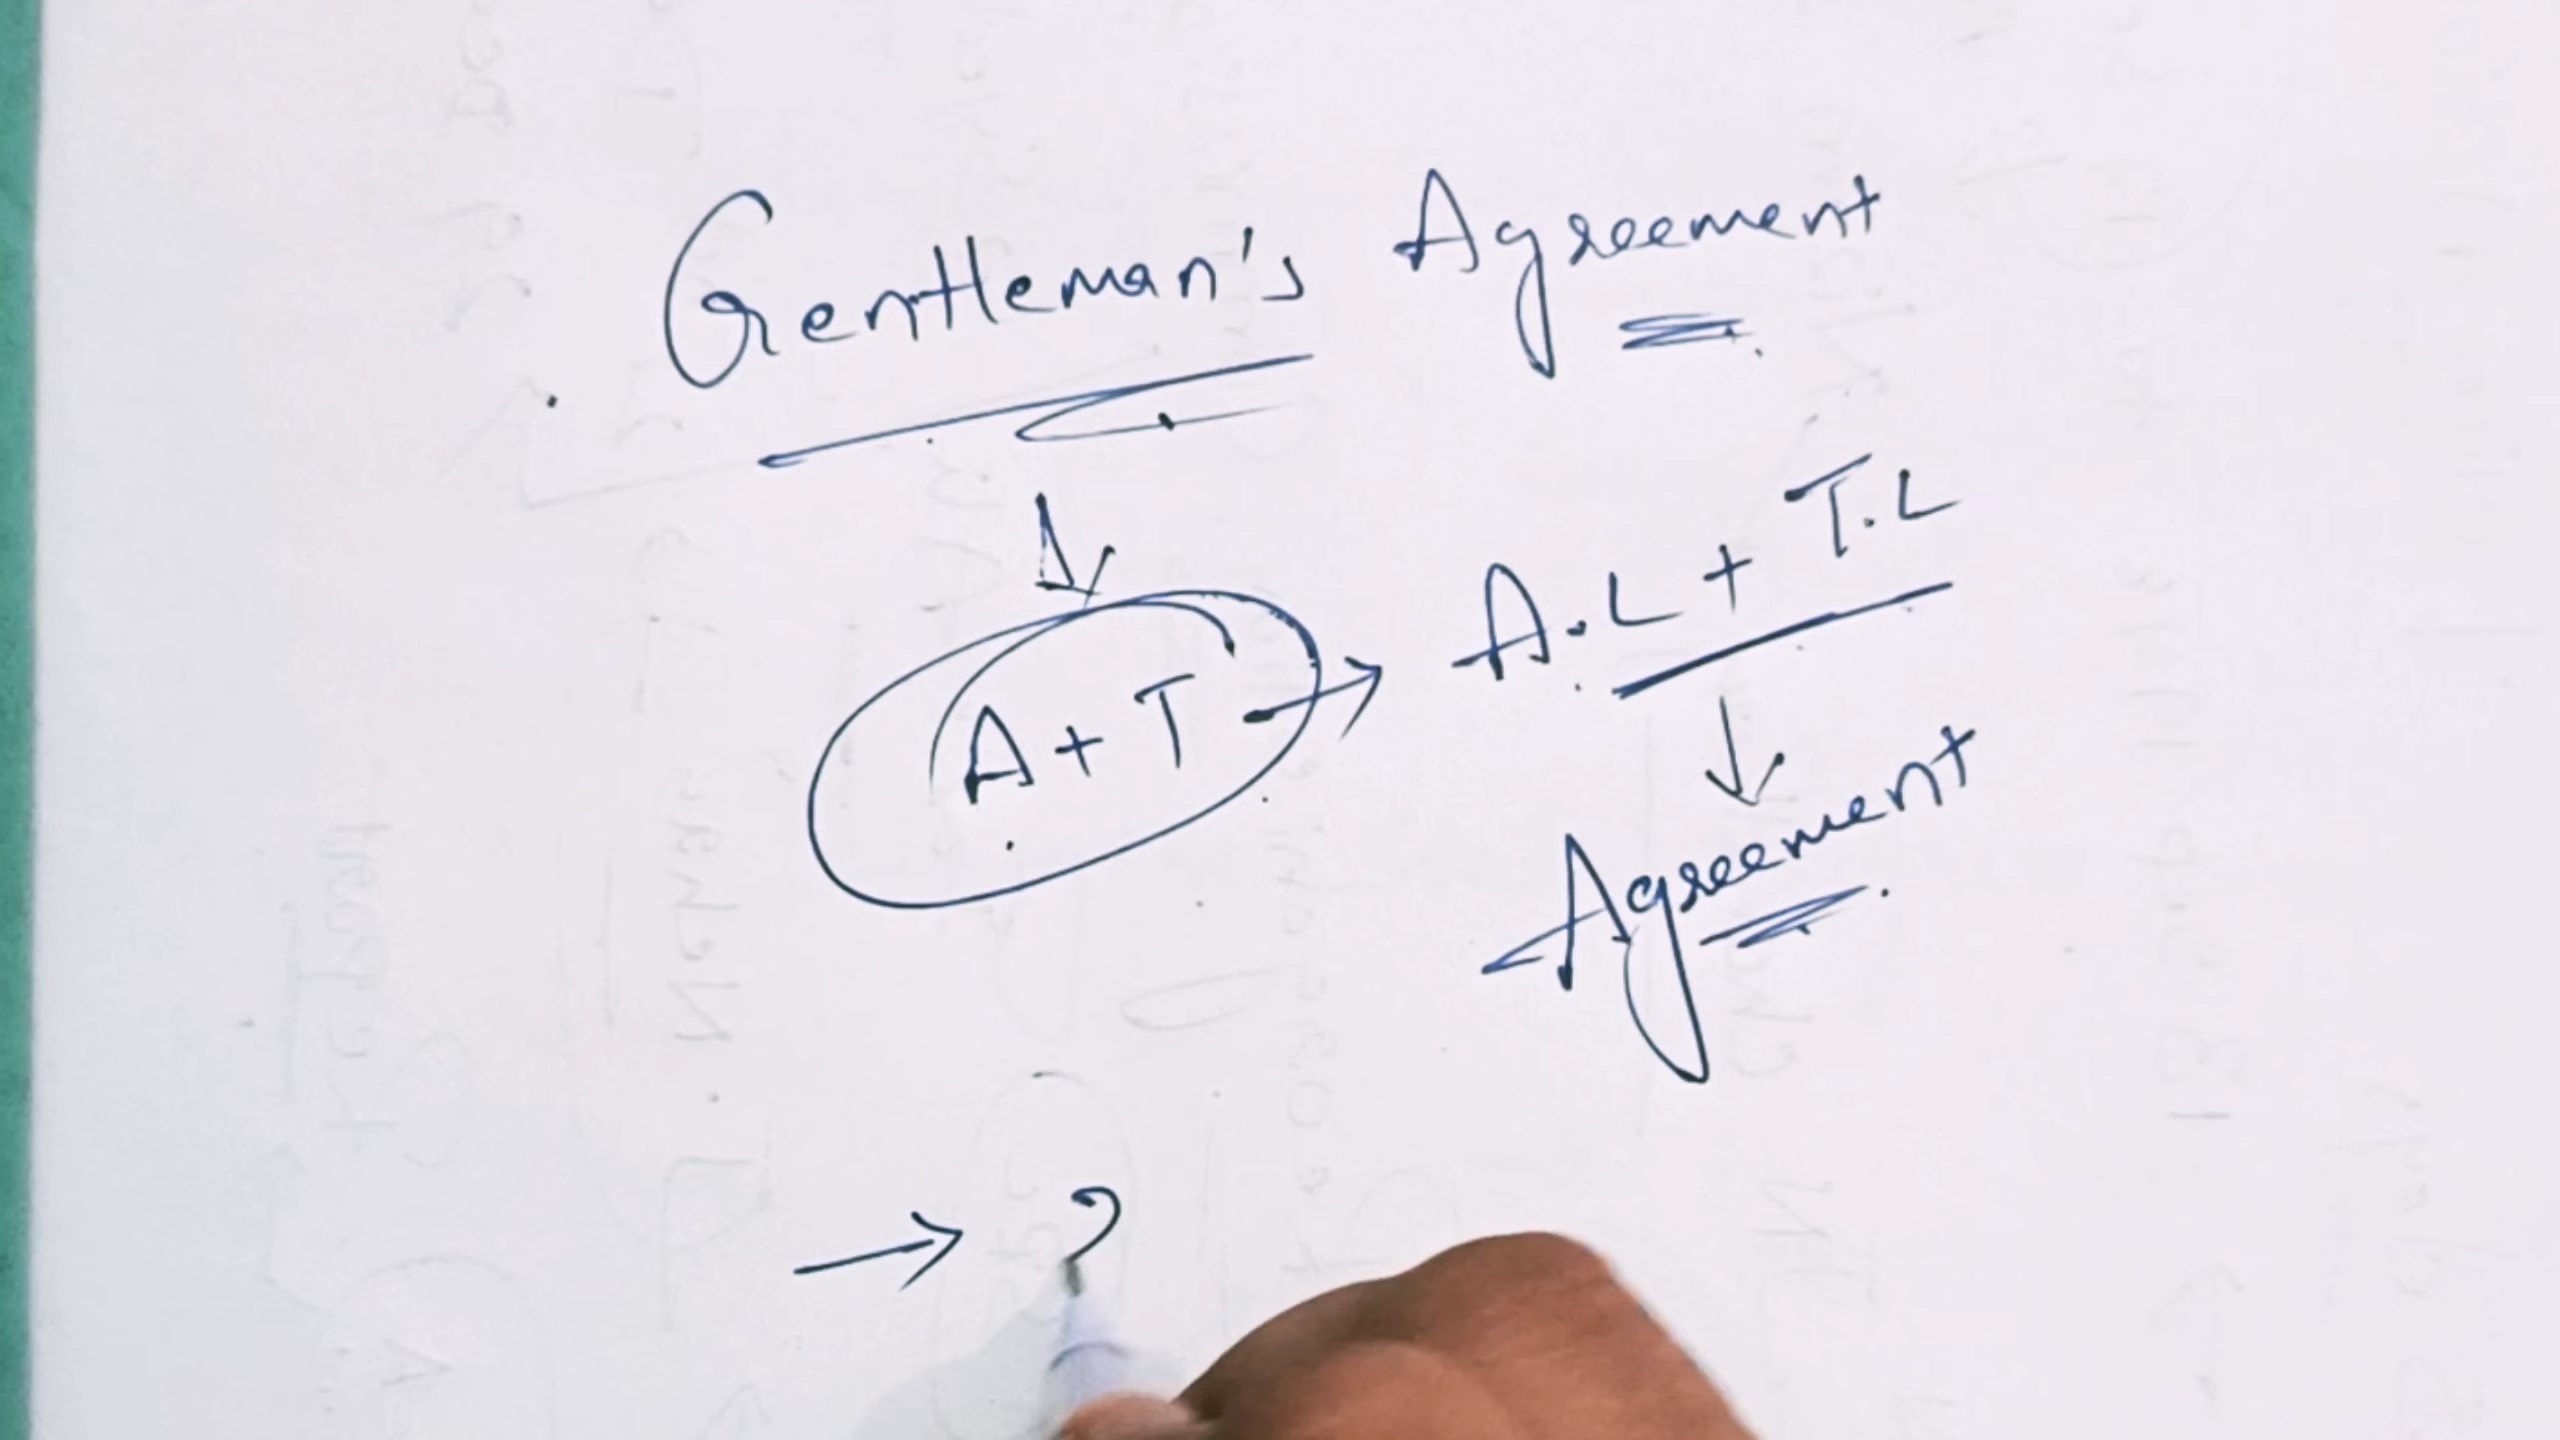 Gentleman's Agreement
A.L + T.L
A + T →
Agreement
→ ?